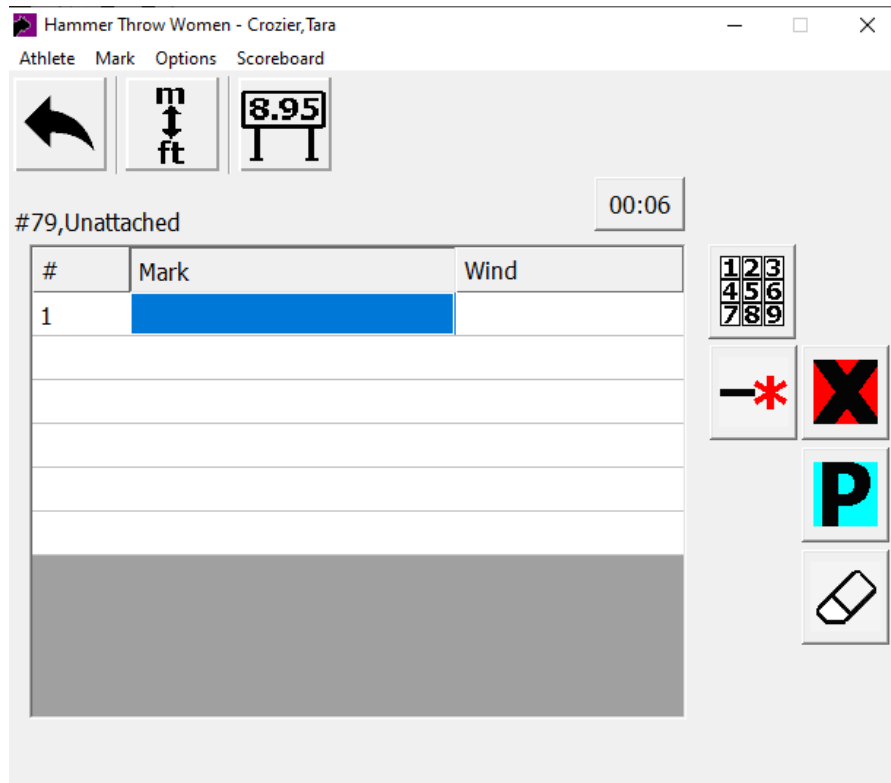 Hammer Throw Women - Crozier,Tara
Athlete Mark Options Scoreboard
m
ft
8.95
00:06
#79,Unattached
# Mark Wind
1
123
456
789
X
P